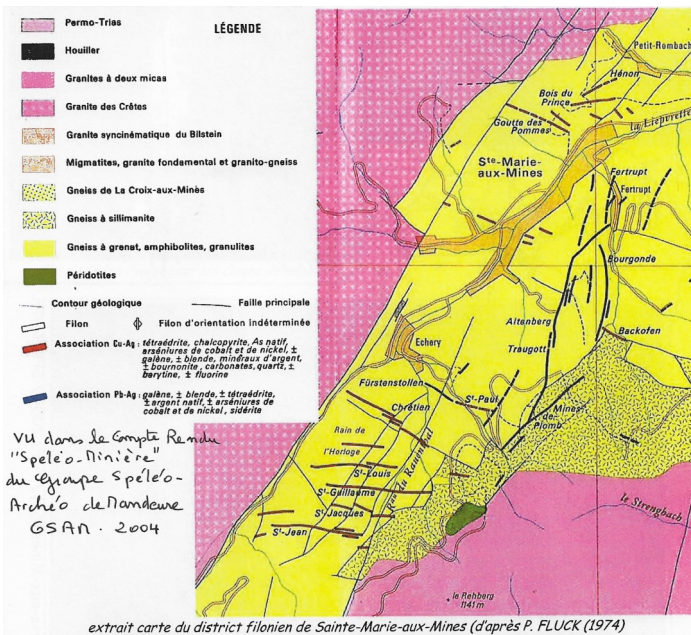 LÉGENDE
Permo-Trias
Houiller
Granites à deux micas
Granite des Crêtes
Granite syncinématique du Bilstein
Migmatites, granite fondamental et granito-gneiss
Gneiss de La Croix-aux-Mines
Gneiss à sillimanite
Gneiss à grenat, amphibolites, granulites
Péridotites
Contour géologique
Faille principale
Filon
Filon d'orientation indéterminée
Association Cu-Ag : tétraédrite, chalcopyrite, As natif,
arséniures de cobalt et de nickel, ±
galène, ± blende, minéraux d'argent,
± bournonite, carbonates, quartz, ±
barytine, ± fluorine
Association Pb-Ag : galène, ± blende, ± tétraédrite,
± argent natif, ± arséniures de
cobalt et de nickel, sidérite
Vu dans le Compte Rendu
"Spéléo-Minière"
du Groupe Spéléo-
Archéo de Mandeure
GSAM. 2004
Petit-Rombach
Hénon
Bois du
Prince
Goutte des
Pommes
la Lièpvrette
Ste-Marie-
aux-Mines
Fertrupt
Fertrupt
Bourgonde
Altenberg
Traugott
Backofen
Echery
Fürstenstollen
St-Paul
Chrétien
Mines
de
Plomb
Rain de
l'Horloge
Rau du Rauenthal
St-Louis
St-Guillaume
St-Jacques
St-Jean
le Strengbach
le Rehberg
1141 m
extrait carte du district filonien de Sainte-Marie-aux-Mines (d'après P. FLUCK (1974)